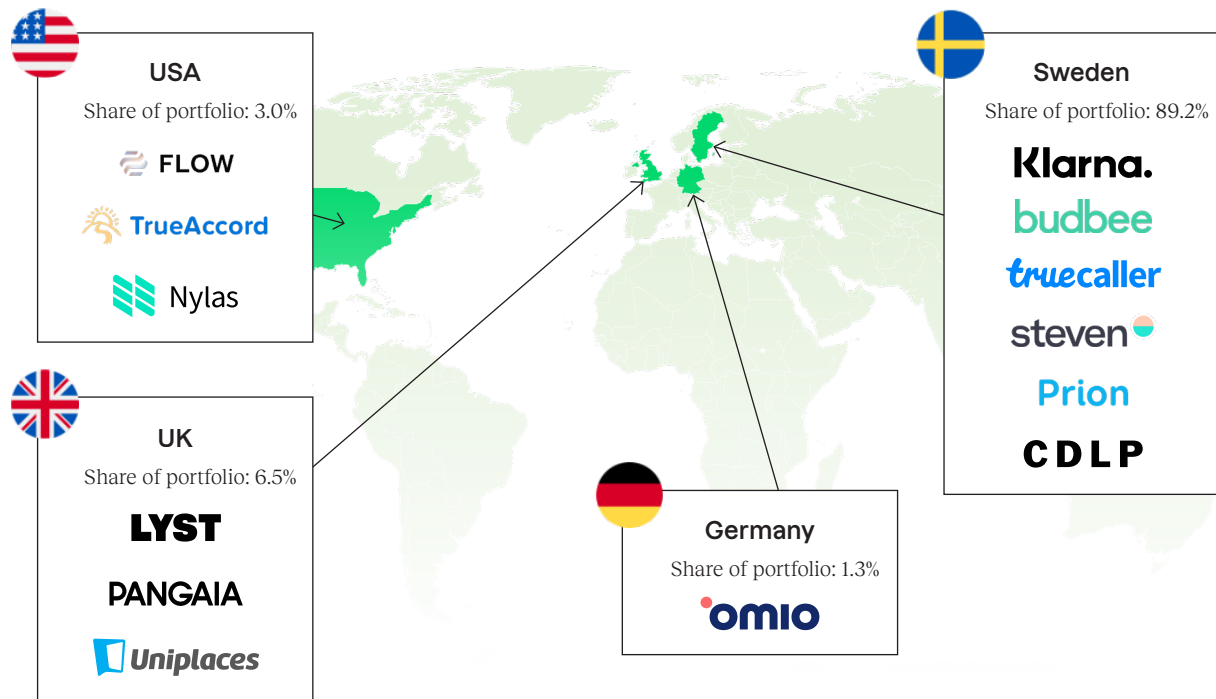 USA
Share of portfolio: 3.0%
FLOW
TrueAccord
Nylas
UK
Share of portfolio: 6.5%
LYST
PANGAIA
Uniplaces
Germany
Share of portfolio: 1.3%
omio
Sweden
Share of portfolio: 89.2%
Klarna.
budbee
truecaller
steven
Prion
CDLP